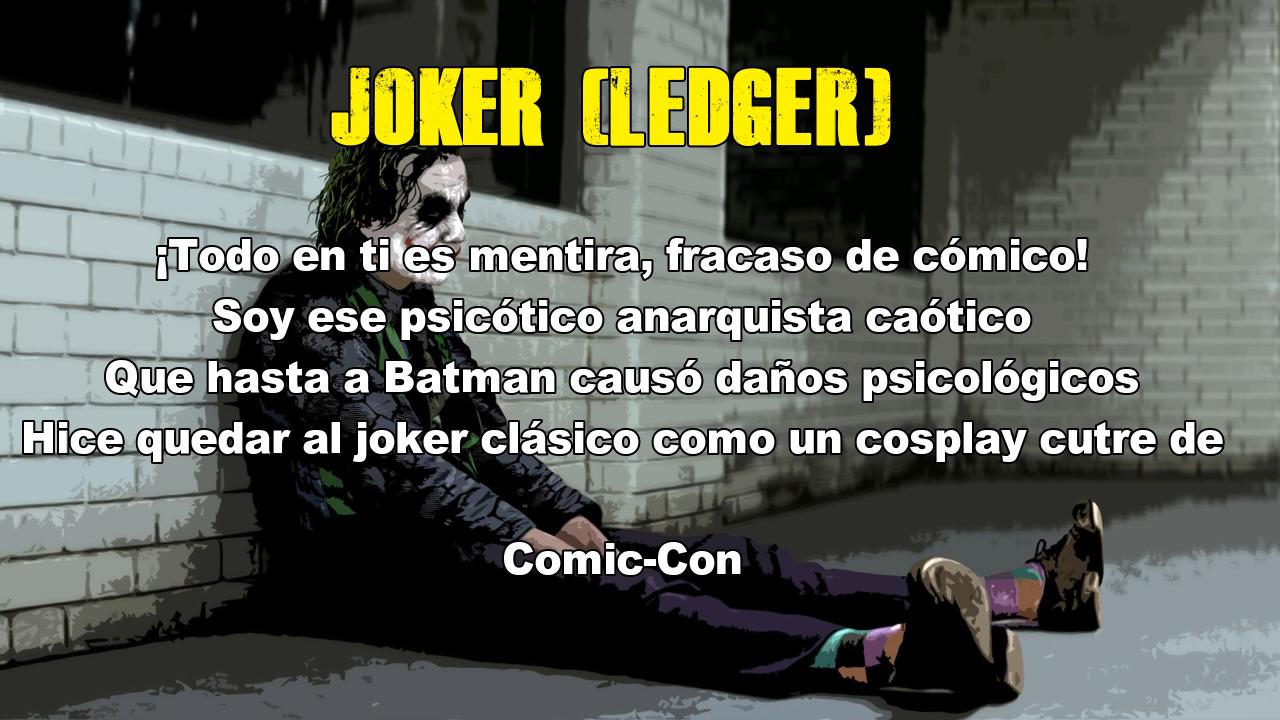 JOKER (LEDGER)
¡Todo en ti es mentira, fracaso de cómico!
Soy ese psicótico anarquista caótico
Que hasta a Batman causó daños psicológicos
Hice quedar al joker clásico como un cosplay cutre de
Comic-Con